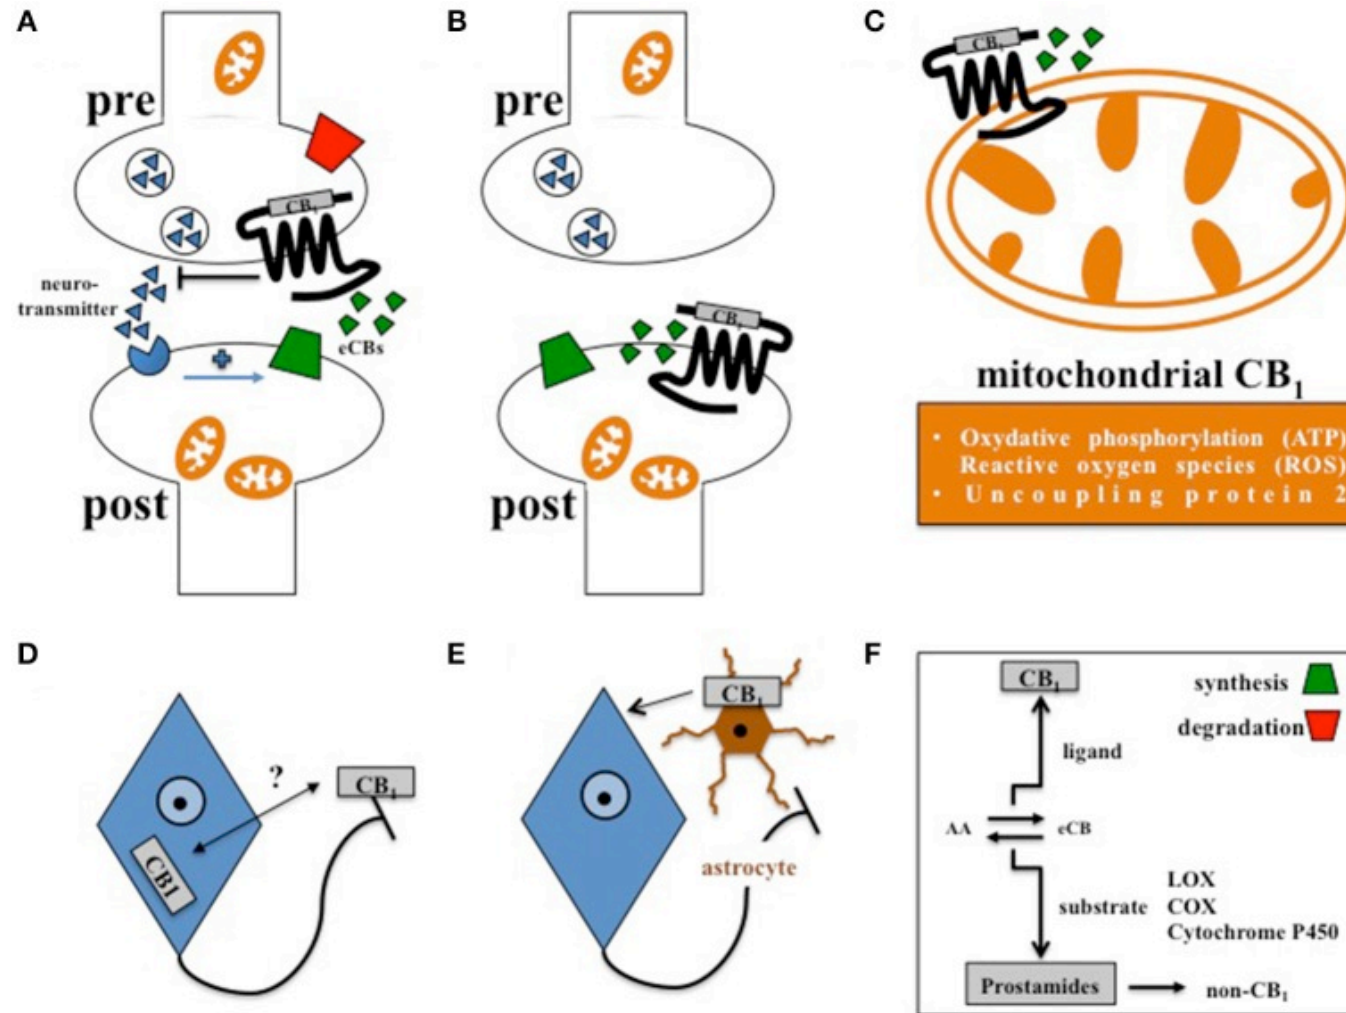 A
pre
CB1
neuro-
transmitter
eCBs
post
B
pre
CB1
post
C
CB1
mitochondrial CB1
• Oxydative phosphorylation (ATP)
Reactive oxygen species (ROS)
• Uncoupling protein 2
D
?
CB1
CB1
E
CB1
astrocyte
F
CB1
synthesis
degradation
ligand
AA
eCB
LOX
substrate COX
Cytochrome P450
Prostamides
non-CB1